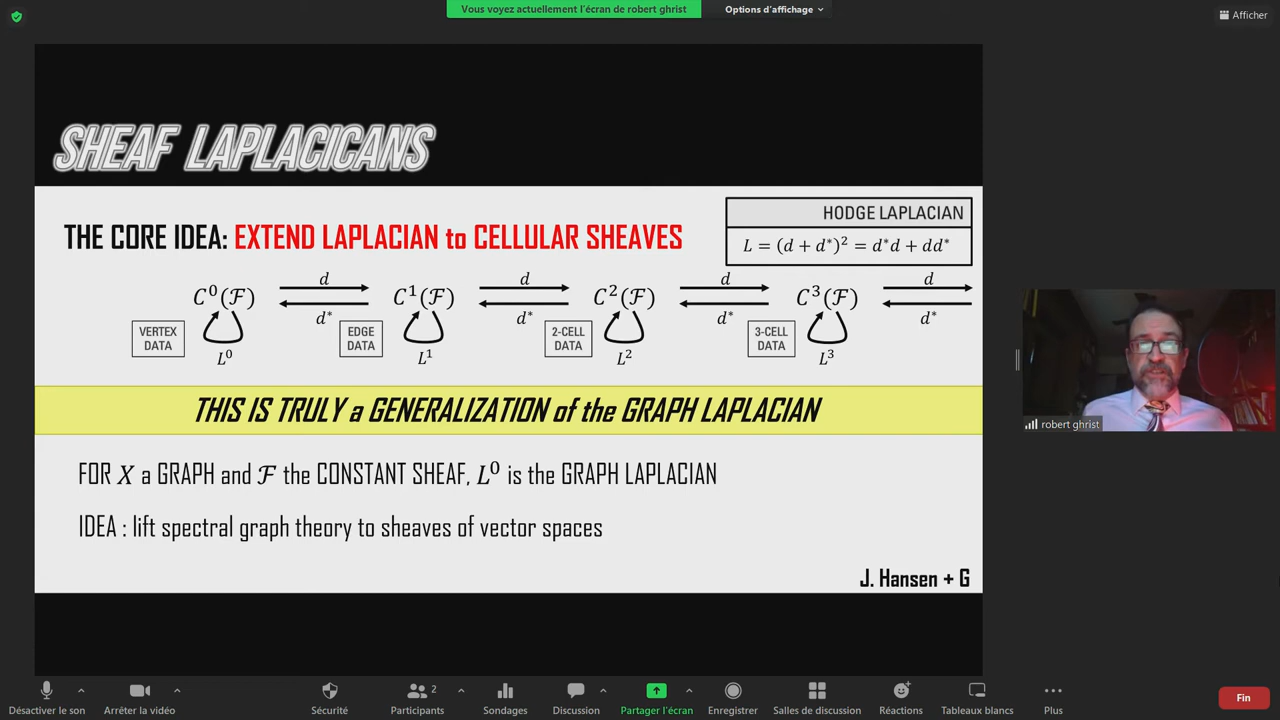 Vous voyez actuellement l'écran de robert ghrist
Options d'affichage
Afficher
SHEAF LAPLACICANS
THE CORE IDEA: EXTEND LAPLACIAN to CELLULAR SHEAVES
HODGE LAPLACIAN
L = (d + d*)² = d*d + dd*
d d d d
C⁰(ℱ) C¹(ℱ) C²(ℱ) C³(ℱ)
d* d* d* d*
VERTEX DATA
EDGE DATA
2-CELL DATA
3-CELL DATA
L⁰ L¹ L² L³
THIS IS TRULY a GENERALIZATION of the GRAPH LAPLACIAN
FOR X a GRAPH and ℱ the CONSTANT SHEAF, L⁰ is the GRAPH LAPLACIAN
IDEA : lift spectral graph theory to sheaves of vector spaces
J. Hansen + G
robert ghrist
Désactiver le son
Arrêter la vidéo
Sécurité
2
Participants
Sondages
Discussion
Partager l'écran
Enregistrer
Salles de discussion
Réactions
Tableaux blancs
Plus
Fin